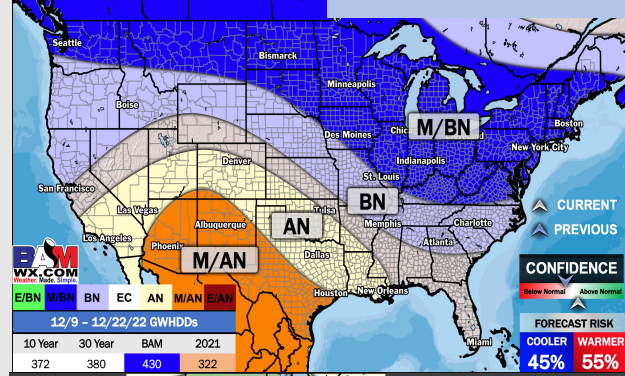 Seattle
Bismarck
Minneapolis
Boise
Des Moines
Chic
M/BN
d
Boston
New York City
Indianapolis
Denver
St. Louis
San Francisco
BN
CURRENT
Las Vegas
Tulsa
Memphis
Charlotte
PREVIOUS
Albuquerque
AN
Los Angeles
Phoenix
Atlanta
M/AN
Dallas
BAM
WX.COM
Weather. Made. Simple.
CONFIDENCE
Below Normal
Above Normal
Houston
New Orleans
E/BN M/BN BN EC AN M/AN E/AN
12/9 – 12/22/22 GWHDDs
FORECAST RISK
10 Year 30 Year BAM 2021
Miami
COOLER WARMER
372 380 430 322
45% 55%